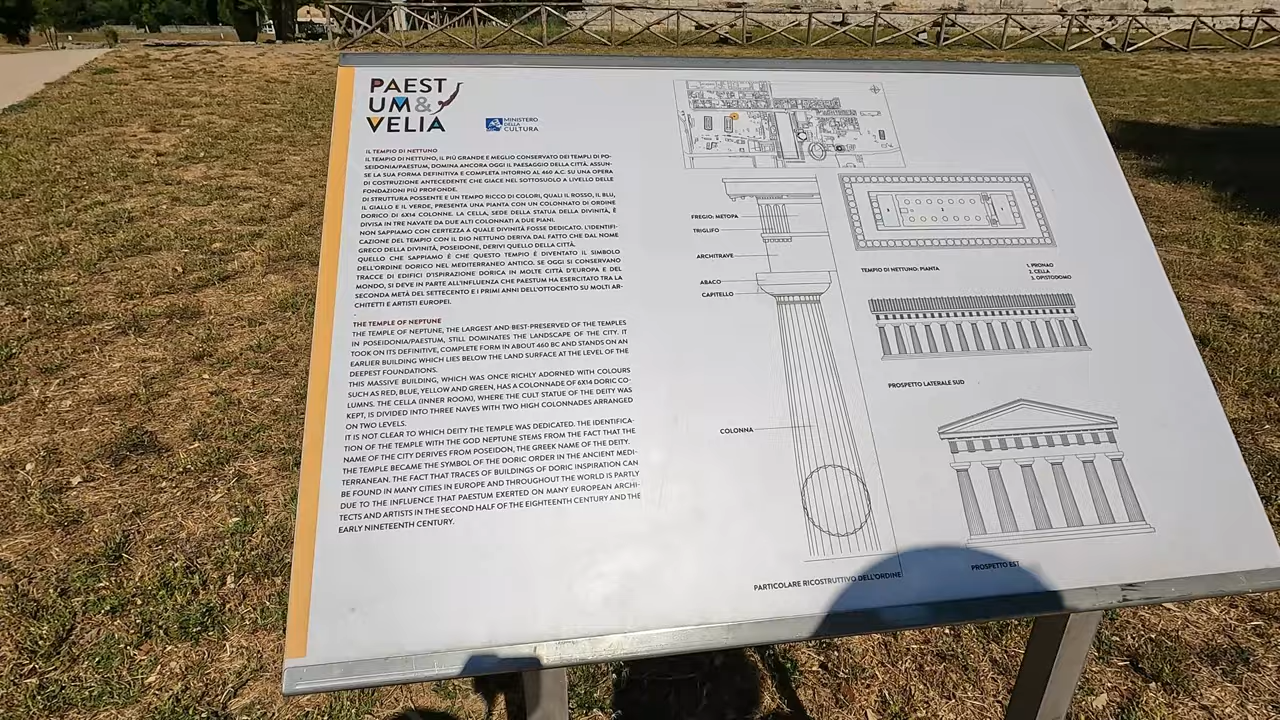 PAEST
UM&
VELIA
MINISTERO
DELLA
CULTURA
IL TEMPIO DI NETTUNO
IL TEMPIO DI NETTUNO, IL PIÙ GRANDE E MEGLIO CONSERVATO DEI TEMPLI DI PO-
SEIDONIA/PAESTUM, DOMINA ANCORA OGGI IL PAESAGGIO DELLA CITTÀ. ASSUN-
SE LA SUA FORMA DEFINITIVA E COMPLETA INTORNO AL 460 A.C. SU UNA OPERA
DI COSTRUZIONE ANTECEDENTE CHE GIACE NEL SOTTOSUOLO A LIVELLO DELLE
FONDAZIONI PIÙ PROFONDE.
DI STRUTTURA POSSENTE E UN TEMPO RICCO DI COLORI, QUALI IL ROSSO, IL BLU,
IL GIALLO E IL VERDE, PRESENTA UNA PIANTA CON UN COLONNATO DI ORDINE
DORICO DI 6X14 COLONNE. LA CELLA, SEDE DELLA STATUA DELLA DIVINITÀ, È
DIVISA IN TRE NAVATE DA DUE ALTI COLONNATI A DUE PIANI.
NON SAPPIAMO CON CERTEZZA A QUALE DIVINITÀ FOSSE DEDICATO. L'IDENTIFI-
CAZIONE DEL TEMPIO CON IL DIO NETTUNO DERIVA DAL FATTO CHE DAL NOME
GRECO DELLA DIVINITÀ, POSEIDONE, DERIVI QUELLO DELLA CITTÀ.
QUELLO CHE SAPPIAMO È CHE QUESTO TEMPIO È DIVENTATO IL SIMBOLO
DELL'ORDINE DORICO NEL MEDITERRANEO ANTICO. SE OGGI SI CONSERVANO
TRACCE DI EDIFICI D'ISPIRAZIONE DORICA IN MOLTE CITTÀ D'EUROPA E DEL
MONDO, SI DEVE IN PARTE ALL'INFLUENZA CHE PAESTUM HA ESERCITATO TRA LA
SECONDA METÀ DEL SETTECENTO E I PRIMI ANNI DELL'OTTOCENTO SU MOLTI AR-
CHITETTI E ARTISTI EUROPEI.
THE TEMPLE OF NEPTUNE
THE TEMPLE OF NEPTUNE, THE LARGEST AND BEST-PRESERVED OF THE TEMPLES
IN POSEIDONIA/PAESTUM, STILL DOMINATES THE LANDSCAPE OF THE CITY. IT
TOOK ON ITS DEFINITIVE, COMPLETE FORM IN ABOUT 460 BC AND STANDS ON AN
EARLIER BUILDING WHICH LIES BELOW THE LAND SURFACE AT THE LEVEL OF THE
DEEPEST FOUNDATIONS.
THIS MASSIVE BUILDING, WHICH WAS ONCE RICHLY ADORNED WITH COLOURS
SUCH AS RED, BLUE, YELLOW AND GREEN, HAS A COLONNADE OF 6X14 DORIC CO-
LUMNS. THE CELLA (INNER ROOM), WHERE THE CULT STATUE OF THE DEITY WAS
KEPT, IS DIVIDED INTO THREE NAVES WITH TWO HIGH COLONNADES ARRANGED
ON TWO LEVELS.
IT IS NOT CLEAR TO WHICH DEITY THE TEMPLE WAS DEDICATED. THE IDENTIFICA-
TION OF THE TEMPLE WITH THE GOD NEPTUNE STEMS FROM THE FACT THAT THE
NAME OF THE CITY DERIVES FROM POSEIDON, THE GREEK NAME OF THE DEITY.
THE TEMPLE BECAME THE SYMBOL OF THE DORIC ORDER IN THE ANCIENT MEDI-
TERRANEAN. THE FACT THAT TRACES OF BUILDINGS OF DORIC INSPIRATION CAN
BE FOUND IN MANY CITIES IN EUROPE AND THROUGHOUT THE WORLD IS PARTLY
DUE TO THE INFLUENCE THAT PAESTUM EXERTED ON MANY EUROPEAN ARCHI-
TECTS AND ARTISTS IN THE SECOND HALF OF THE EIGHTEENTH CENTURY AND THE
EARLY NINETEENTH CENTURY.
FREGIO: METOPA
TRIGLIFO
ARCHITRAVE
ABACO
CAPITELLO
COLONNA
PARTICOLARE RICOSTRUTTIVO DELL'ORDINE
TEMPIO DI NETTUNO: PIANTA
1. PRONAO
2. CELLA
3. OPISTODOMO
PROSPETTO LATERALE SUD
PROSPETTO EST